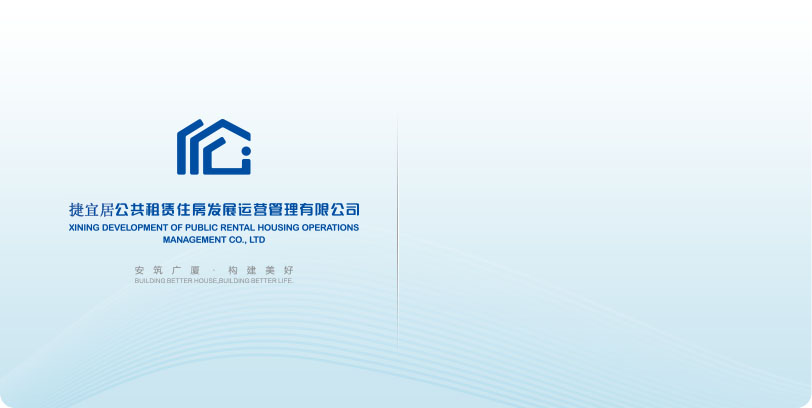 捷宜居公共租赁住房发展运营管理有限公司
XINING DEVELOPMENT OF PUBLIC RENTAL HOUSING OPERATIONS
MANAGEMENT CO., LTD
安筑广厦·构建美好
BUILDING BETTER HOUSE,BUILDING BETTER LIFE.